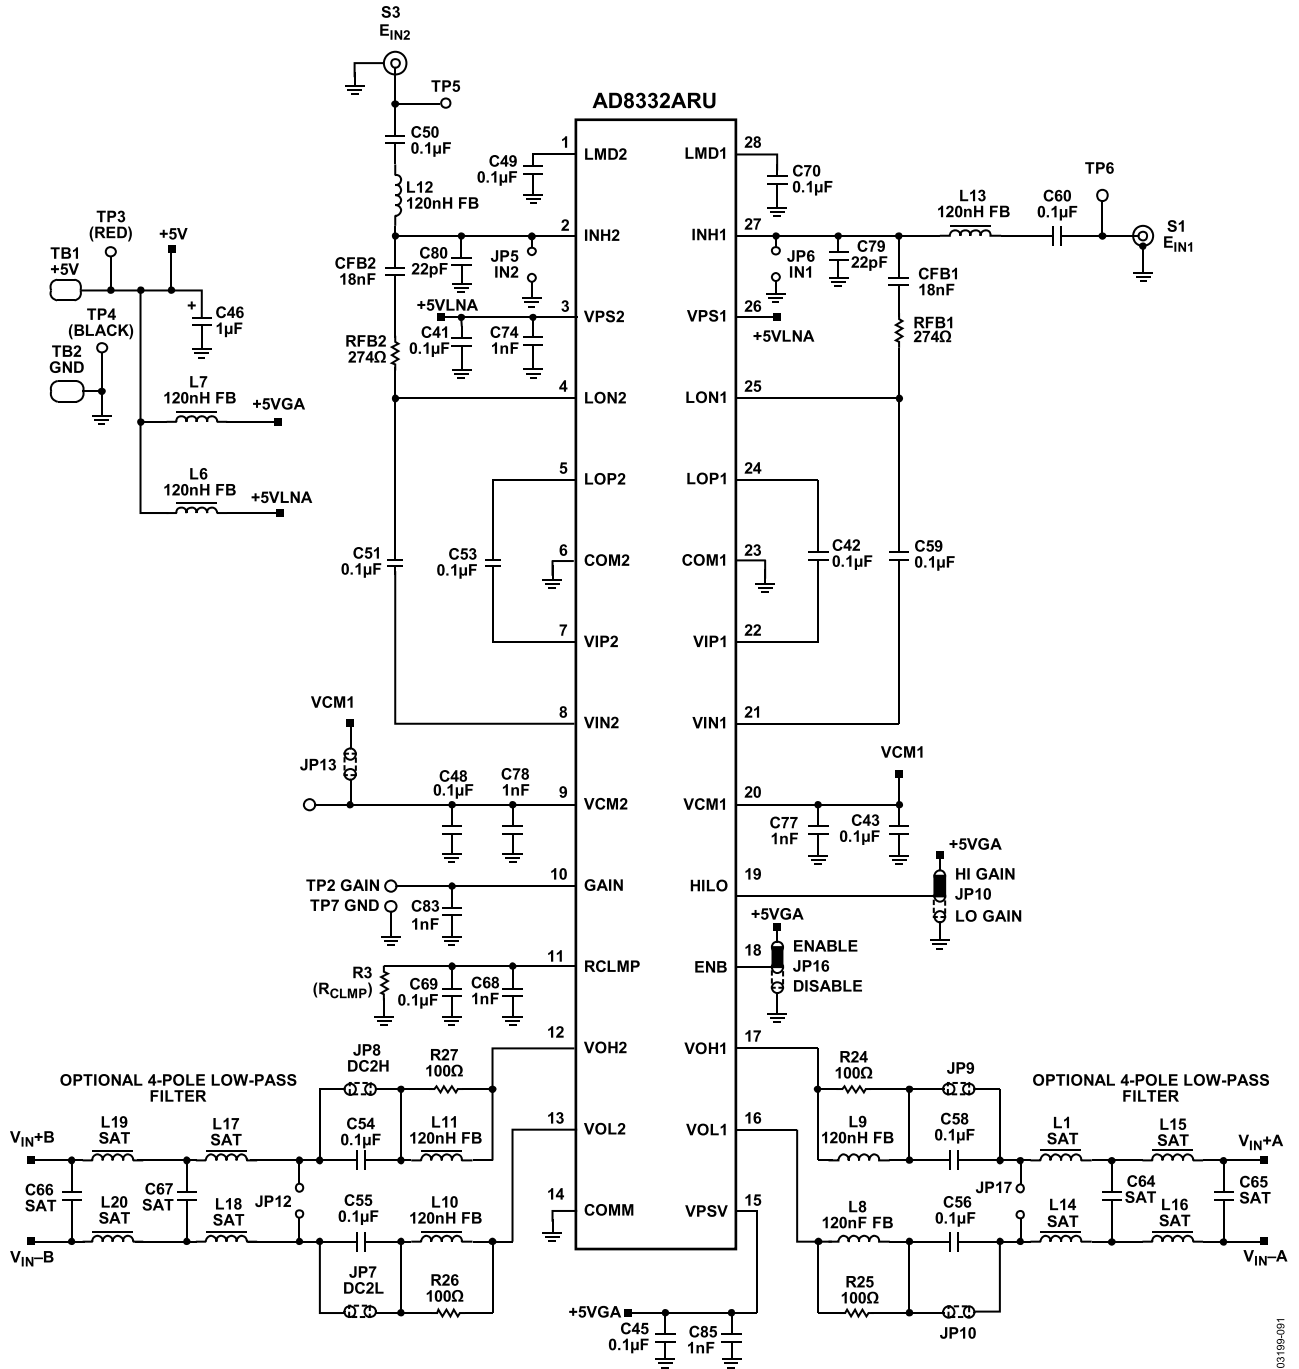 S3
EIN2
TP5
AD8332ARU
C50
0.1µF
L12
120nH FB
C49
0.1µF
1
LMD2
LMD1
28
C70
0.1µF
TP6
L13
120nH FB
C60
0.1µF
S1
EIN1
2
INH2
INH1
27
CFB2
18nF
C80
22pF
JP5
IN2
JP6
IN1
C79
22pF
CFB1
18nF
TP3
(RED)
+5V
TB1
+5V
TP4
(BLACK)
C46
1µF
+
TB2
GND
+5VLNA
3
VPS2
VPS1
26
+5VLNA
RFB2
274Ω
C41
0.1µF
C74
1nF
RFB1
274Ω
L7
120nH FB
+5VGA
4
LON2
LON1
25
L6
120nH FB
+5VLNA
5
LOP2
LOP1
24
C51
0.1µF
C53
0.1µF
6
COM2
COM1
23
C42
0.1µF
C59
0.1µF
7
VIP2
VIP1
22
8
VIN2
VIN1
21
VCM1
JP13
C48
0.1µF
C78
1nF
9
VCM2
VCM1
20
VCM1
C77
1nF
C43
0.1µF
TP2 GAIN
TP7 GND
C83
1nF
10
GAIN
HILO
19
+5VGA
HI GAIN
JP10
LO GAIN
R3
(RCLMP)
C69
0.1µF
C68
1nF
11
RCLMP
ENB
18
+5VGA
ENABLE
JP16
DISABLE
12
VOH2
VOH1
17
OPTIONAL 4-POLE LOW-PASS
FILTER
JP8
DC2H
R27
100Ω
R24
100Ω
JP9
OPTIONAL 4-POLE LOW-PASS
FILTER
VIN+B
L19
SAT
L17
SAT
C54
0.1µF
L11
120nH FB
13
VOL2
VOL1
16
L9
120nH FB
C58
0.1µF
L1
SAT
L15
SAT
VIN+A
C66
SAT
C67
SAT
JP12
JP17
C64
SAT
C65
SAT
L20
SAT
L18
SAT
C55
0.1µF
L10
120nH FB
14
COMM
VPSV
15
L8
120nF FB
C56
0.1µF
L14
SAT
L16
SAT
VIN–B
VIN–A
JP7
DC2L
R26
100Ω
R25
100Ω
JP10
+5VGA
C45
0.1µF
C85
1nF
03199-091